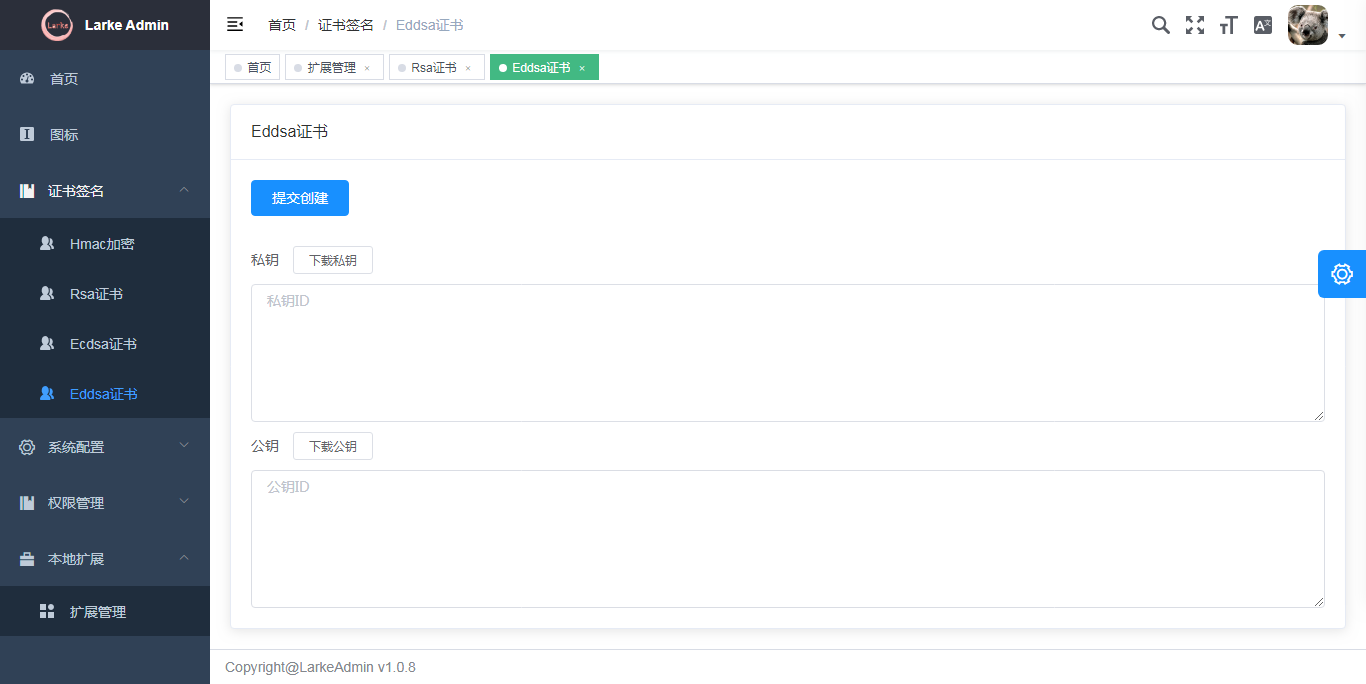 Larke
Larke Admin
首页 / 证书签名 / Eddsa证书
首页
扩展管理 ×
Rsa证书 ×
Eddsa证书 ×
首页
图标
证书签名
Hmac加密
Rsa证书
Ecdsa证书
Eddsa证书
系统配置
权限管理
本地扩展
扩展管理
Eddsa证书
提交创建
私钥 下载私钥
私钥ID
公钥 下载公钥
公钥ID
Copyright@LarkeAdmin v1.0.8